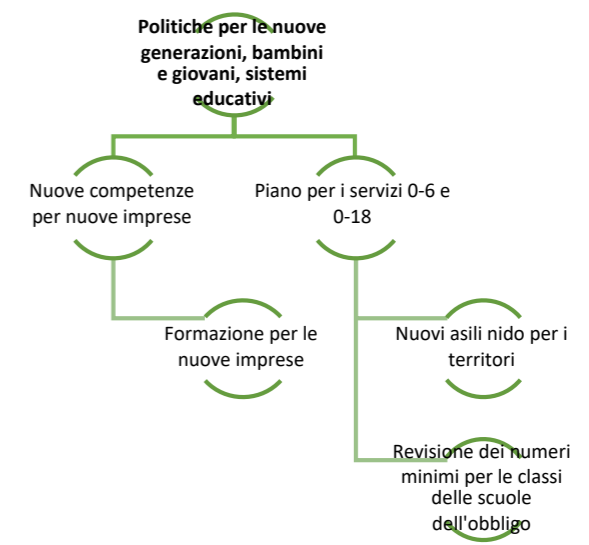 Politiche per le nuove
generazioni, bambini
e giovani, sistemi
educativi
Nuove competenze
per nuove imprese
Piano per i servizi 0-6 e
0-18
Formazione per le
nuove imprese
Nuovi asili nido per i
territori
Revisione dei numeri
minimi per le classi
delle scuole
dell'obbligo